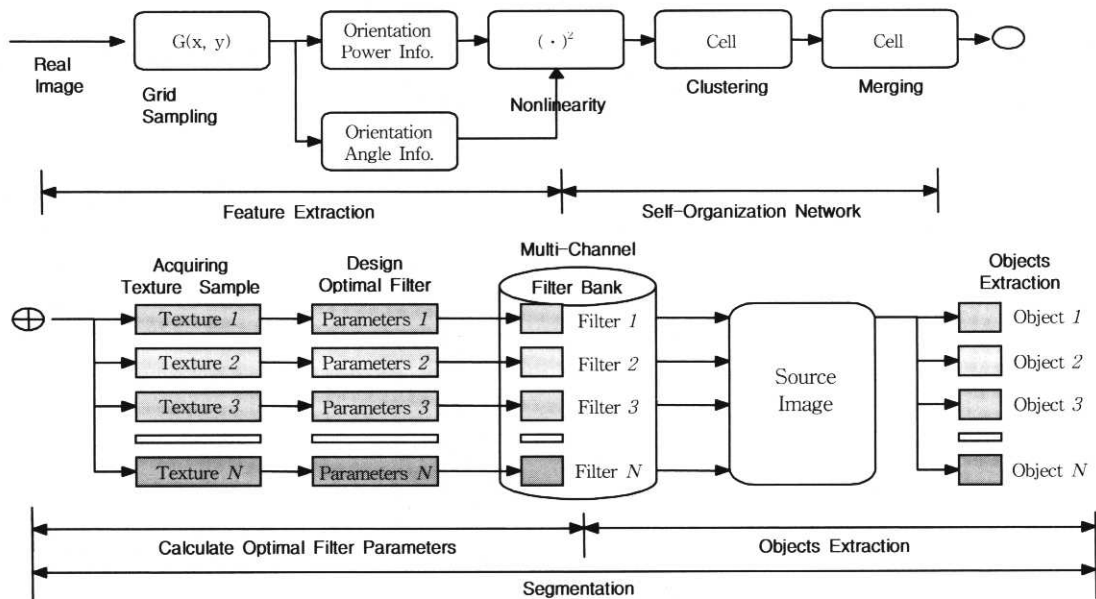 Real
Image
G(x, y)
Grid
Sampling
Orientation
Power Info.
Orientation
Angle Info.
( · )²
Nonlinearity
Cell
Clustering
Cell
Merging
Feature Extraction
Self-Organization Network
Acquiring
Texture Sample
Design
Optimal Filter
Multi-Channel
Filter Bank
Objects
Extraction
Texture 1
Parameters 1
Filter 1
Object 1
Texture 2
Parameters 2
Filter 2
Object 2
Texture 3
Parameters 3
Filter 3
Object 3
Texture N
Parameters N
Filter N
Object N
Source
Image
Calculate Optimal Filter Parameters
Objects Extraction
Segmentation